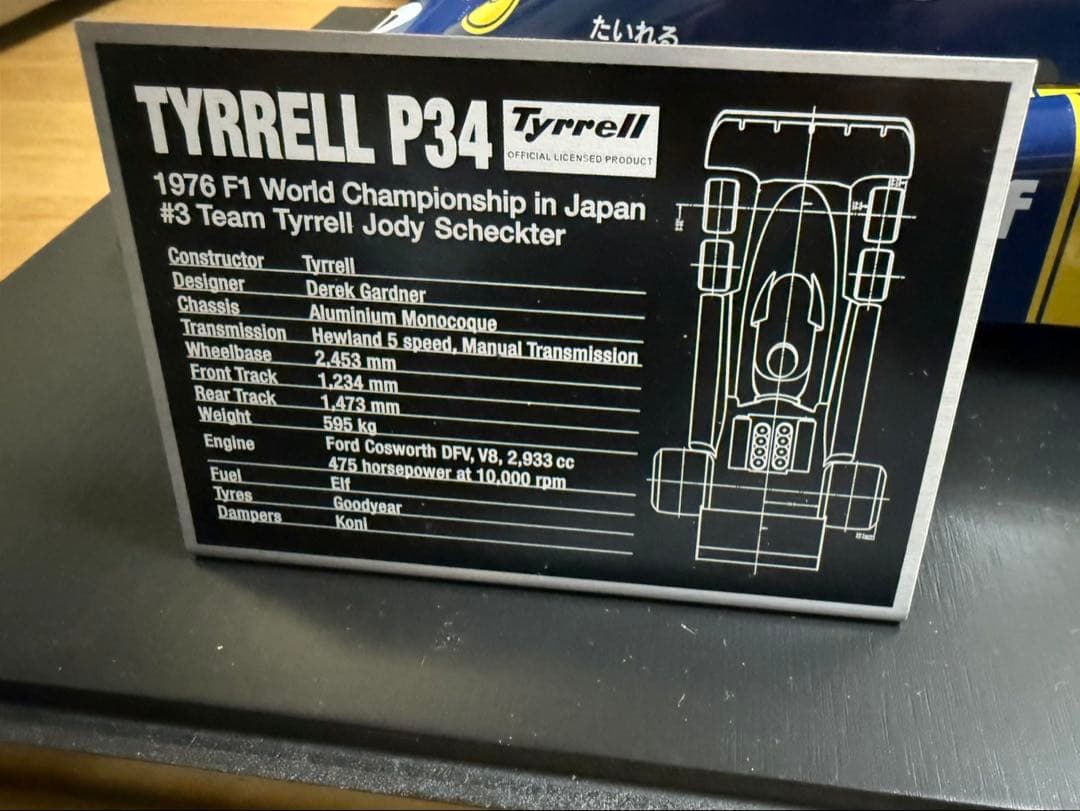 たいれる
TYRRELL P34
Tyrrell
OFFICIAL LICENSED PRODUCT
1976 F1 World Championship in Japan
#3 Team Tyrrell Jody Scheckter
Constructor Tyrrell
Designer Derek Gardner
Chassis Aluminium Monocoque
Transmission Hewland 5 speed, Manual Transmission
Wheelbase 2,453 mm
Front Track 1,234 mm
Rear Track 1,473 mm
Weight 595 kg
Engine Ford Cosworth DFV, V8, 2,933 cc
475 horsepower at 10,000 rpm
Fuel Elf
Tyres Goodyear
Dampers Koni
F